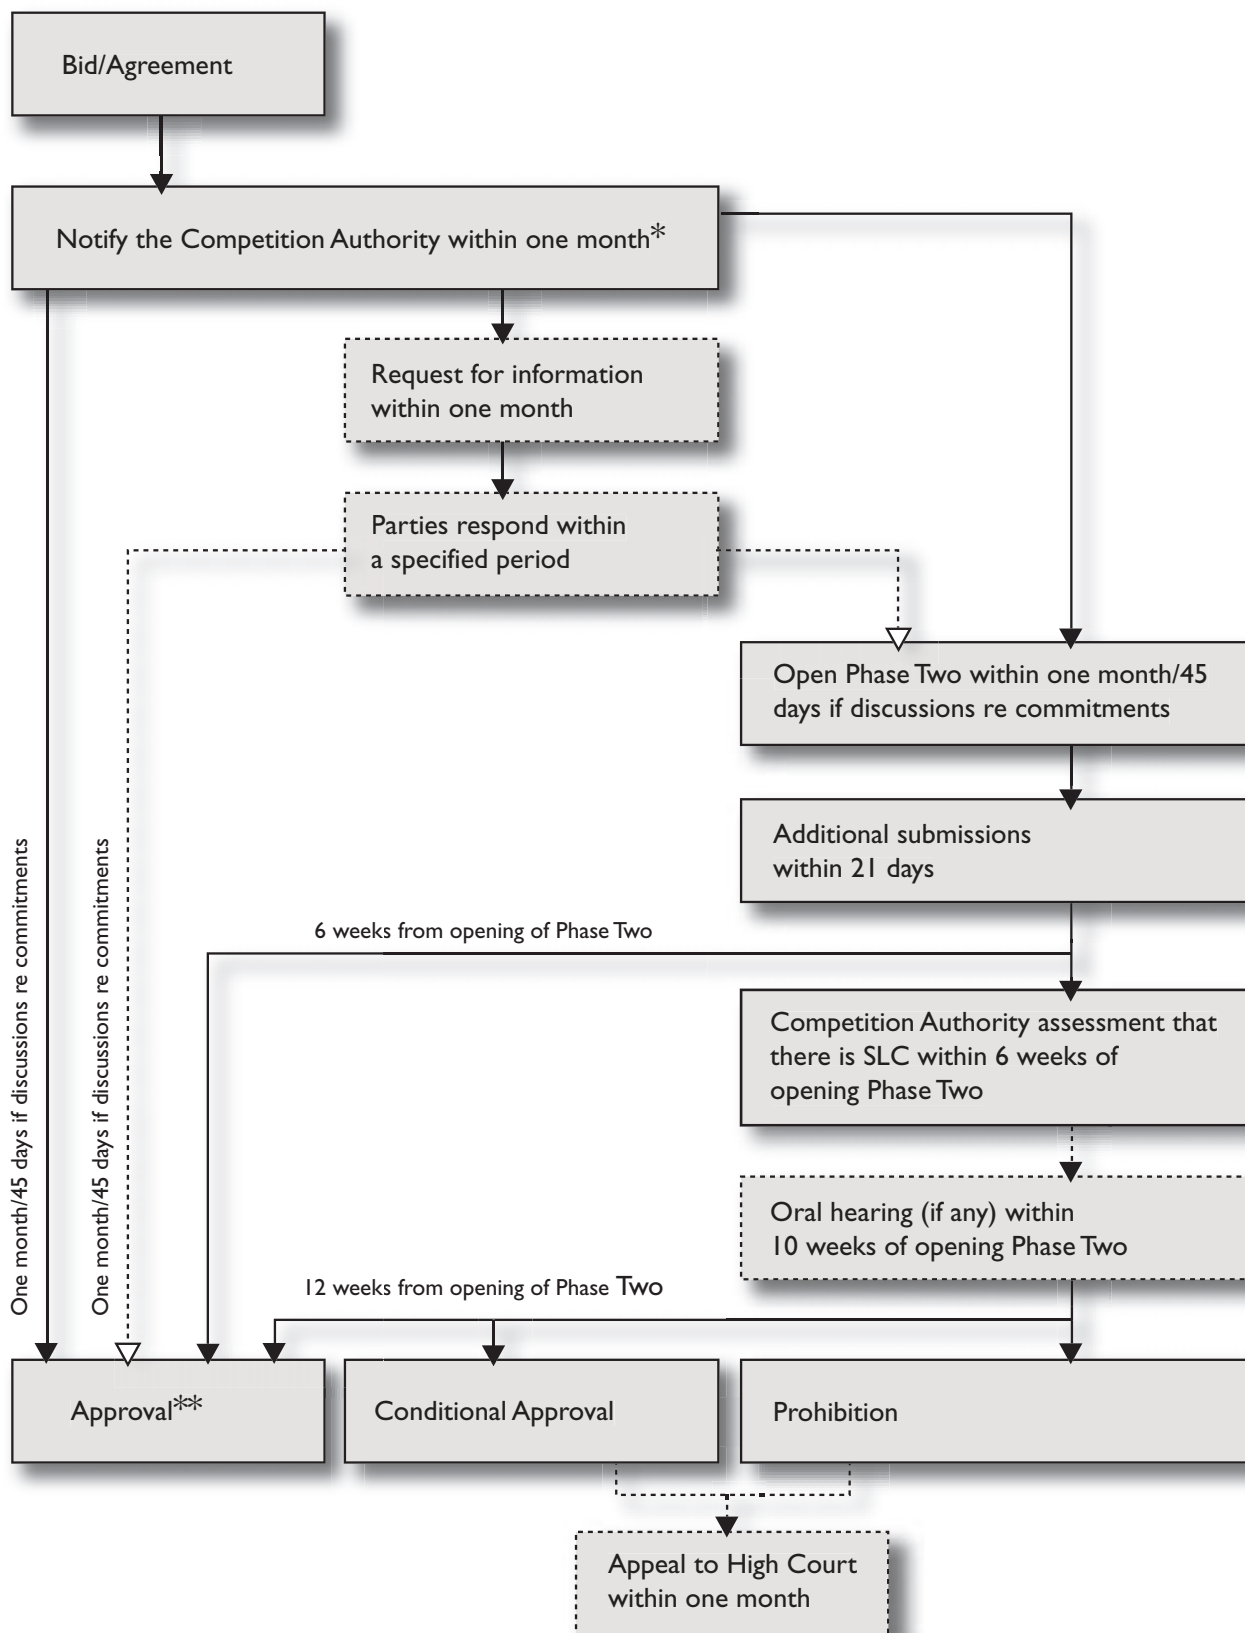 Bid/Agreement
Notify the Competition Authority within one month*
Request for information
within one month
Parties respond within
a specified period
Open Phase Two within one month/45
days if discussions re commitments
Additional submissions
within 21 days
6 weeks from opening of Phase Two
Competition Authority assessment that
there is SLC within 6 weeks of
opening Phase Two
Oral hearing (if any) within
10 weeks of opening Phase Two
One month/45 days if discussions re commitments
One month/45 days if discussions re commitments
12 weeks from opening of Phase Two
Approval**
Conditional Approval
Prohibition
Appeal to High Court
within one month